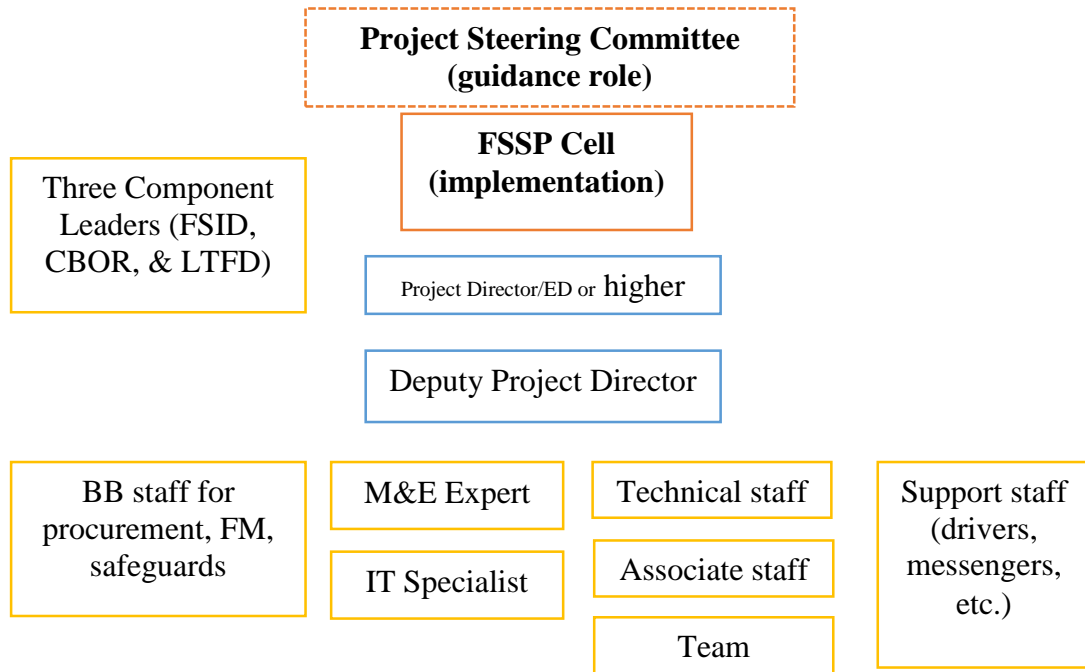 Project Steering Committee
(guidance role)
FSSP Cell
(implementation)
Three Component
Leaders (FSID,
CBOR, & LTFD)
Project Director/ED or higher
Deputy Project Director
BB staff for
procurement, FM,
safeguards
M&E Expert
IT Specialist
Technical staff
Associate staff
Team
Support staff
(drivers,
messengers,
etc.)